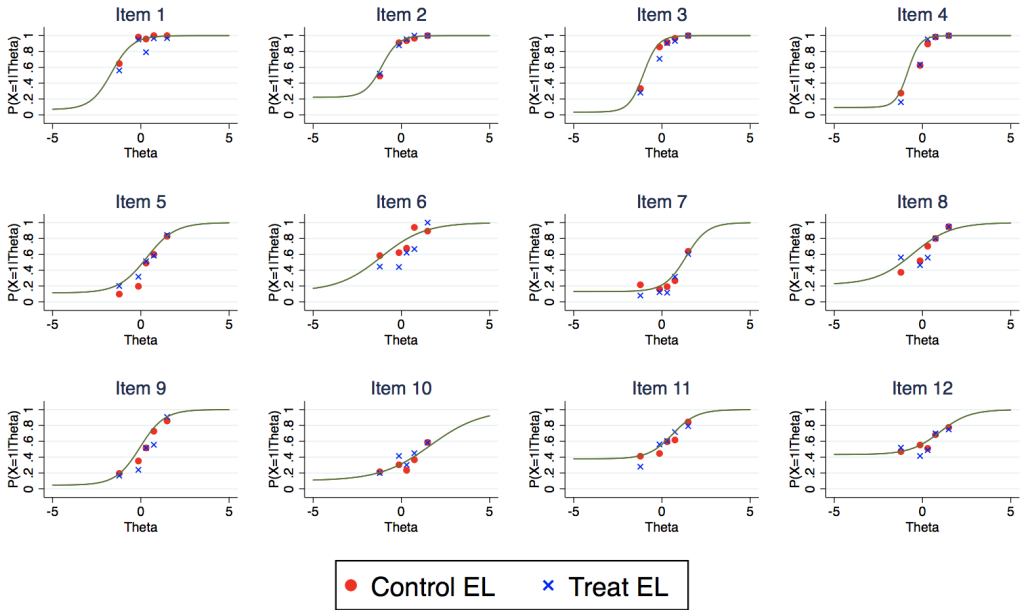 Item 1
P(X=1|Theta)
0 .2 .4 .6 .8 1
-5 0 5
Theta
Item 2
P(X=1|Theta)
0 .2 .4 .6 .8 1
-5 0 5
Theta
Item 3
P(X=1|Theta)
0 .2 .4 .6 .8 1
-5 0 5
Theta
Item 4
P(X=1|Theta)
0 .2 .4 .6 .8 1
-5 0 5
Theta
Item 5
P(X=1|Theta)
0 .2 .4 .6 .8 1
-5 0 5
Theta
Item 6
P(X=1|Theta)
0 .2 .4 .6 .8 1
-5 0 5
Theta
Item 7
P(X=1|Theta)
0 .2 .4 .6 .8 1
-5 0 5
Theta
Item 8
P(X=1|Theta)
0 .2 .4 .6 .8 1
-5 0 5
Theta
Item 9
P(X=1|Theta)
0 .2 .4 .6 .8 1
-5 0 5
Theta
Item 10
P(X=1|Theta)
0 .2 .4 .6 .8 1
-5 0 5
Theta
Item 11
P(X=1|Theta)
0 .2 .4 .6 .8 1
-5 0 5
Theta
Item 12
P(X=1|Theta)
0 .2 .4 .6 .8 1
-5 0 5
Theta
Control EL
Treat EL